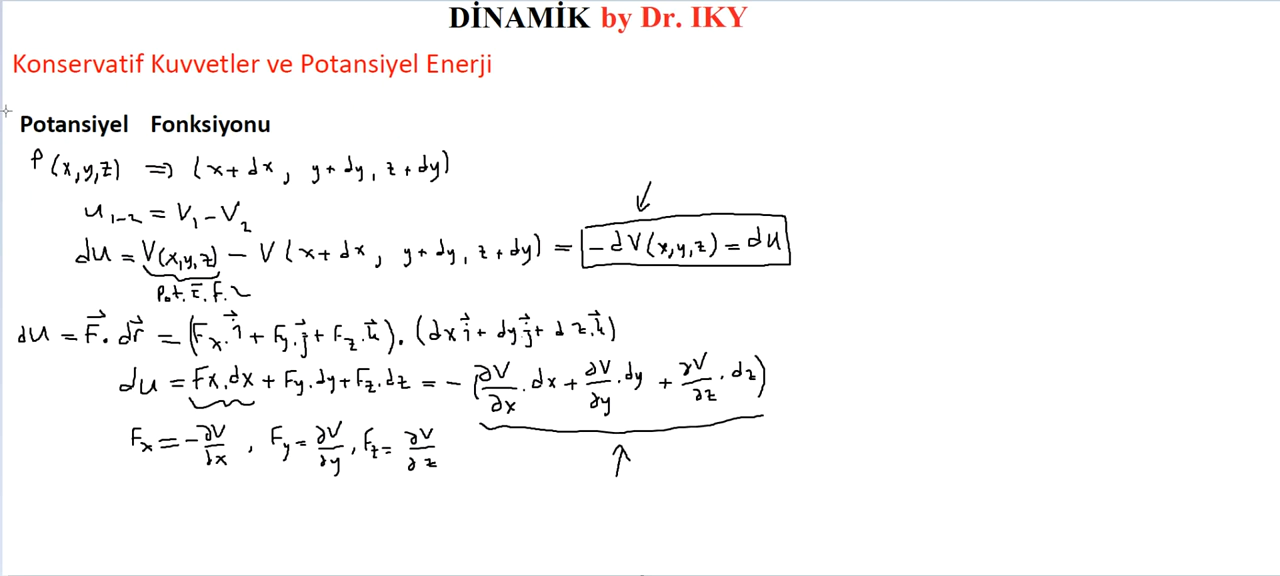 DİNAMİK by Dr. IKY
Konservatif Kuvvetler ve Potansiyel Enerji
Potansiyel Fonksiyonu
P(x,y,z) ⇒ (x+dx, y+dy, z+dy)
u₁₋₂ = V₁ - V₂
du = V(x,y,z) - V(x+dx, y+dy, z+dy) = -dV(x,y,z) = du
Pot. E. F.
du = F⃗. dr⃗ = (Fx.i⃗ + Fy.j⃗ + Fz.k⃗).(dx i⃗ + dy j⃗ + dz.k⃗)
du = Fx.dx + Fy.dy + Fz.dz = -(∂V/∂x . dx + ∂V/∂y . dy + ∂V/∂z . dz)
Fx = -∂V/∂x, Fy = ∂V/∂y, Fz = ∂V/∂z